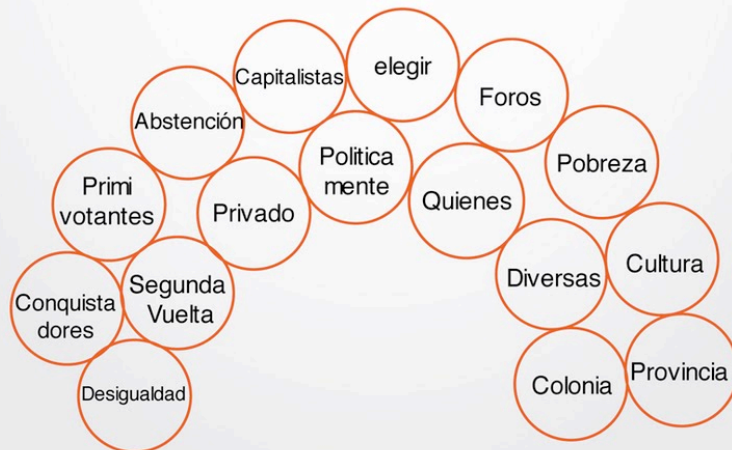 Capitalistas
elegir
Foros
Abstención
Politica
mente
Pobreza
Primi
votantes
Privado
Quienes
Segunda
Vuelta
Diversas
Cultura
Conquista
dores
Desigualdad
Colonia
Provincia